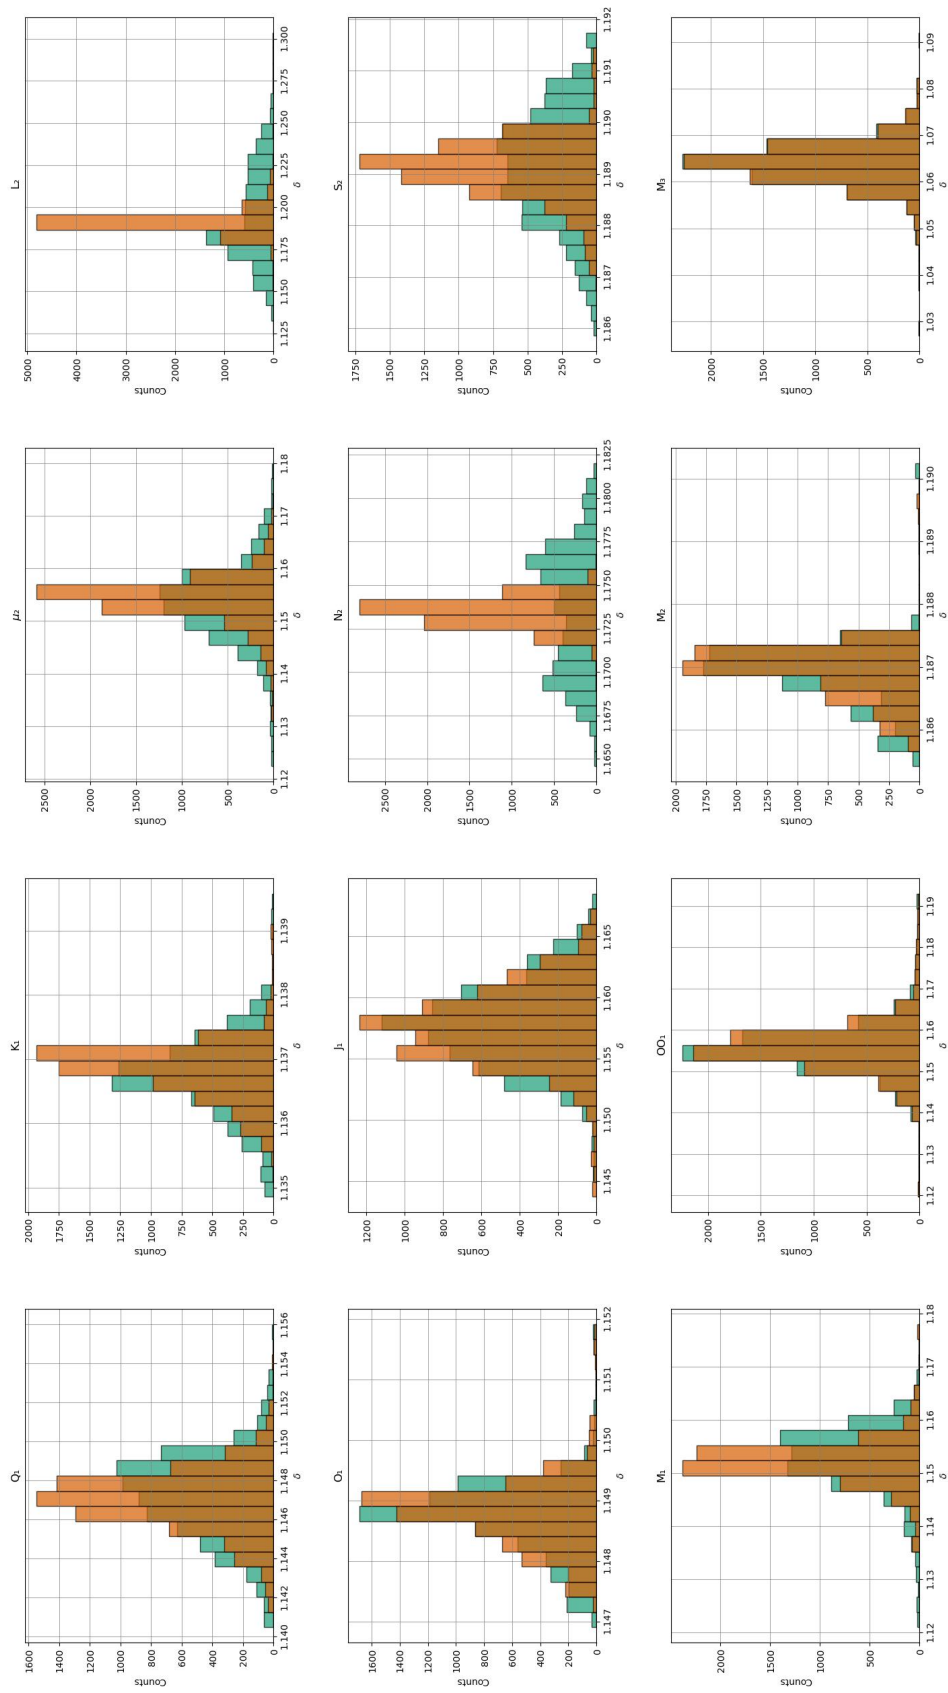 Q₁
1600
1400
1200
1000
800
600
400
200
0
Counts
1.140 1.142 1.144 1.146 1.148 1.150 1.152 1.154 1.156
δ
K₁
2000
1750
1500
1250
1000
750
500
250
0
Counts
1.135 1.136 1.137 1.138 1.139
δ
μ₂
2500
2000
1500
1000
500
0
Counts
1.12 1.13 1.14 1.15 1.16 1.17 1.18
δ
L₂
5000
4000
3000
2000
1000
0
Counts
1.125 1.150 1.175 1.200 1.225 1.250 1.275 1.300
δ
O₁
1600
1400
1200
1000
800
600
400
200
0
Counts
1.147 1.148 1.149 1.150 1.151 1.152
δ
J₁
1200
1000
800
600
400
200
0
Counts
1.145 1.150 1.155 1.160 1.165
δ
N₂
2500
2000
1500
1000
500
0
Counts
1.1650 1.1675 1.1700 1.1725 1.1750 1.1775 1.1800 1.1825
δ
S₂
1750
1500
1250
1000
750
500
250
0
Counts
1.186 1.187 1.188 1.189 1.190 1.191 1.192
δ
M₁
2000
1500
1000
500
0
Counts
1.12 1.13 1.14 1.15 1.16 1.17 1.18
δ
OO₁
2000
1500
1000
500
0
Counts
1.12 1.13 1.14 1.15 1.16 1.17 1.18 1.19
δ
M₂
2000
1750
1500
1250
1000
750
500
250
0
Counts
1.186 1.187 1.188 1.189 1.190
δ
M₃
2000
1500
1000
500
0
Counts
1.03 1.04 1.05 1.06 1.07 1.08 1.09
δ